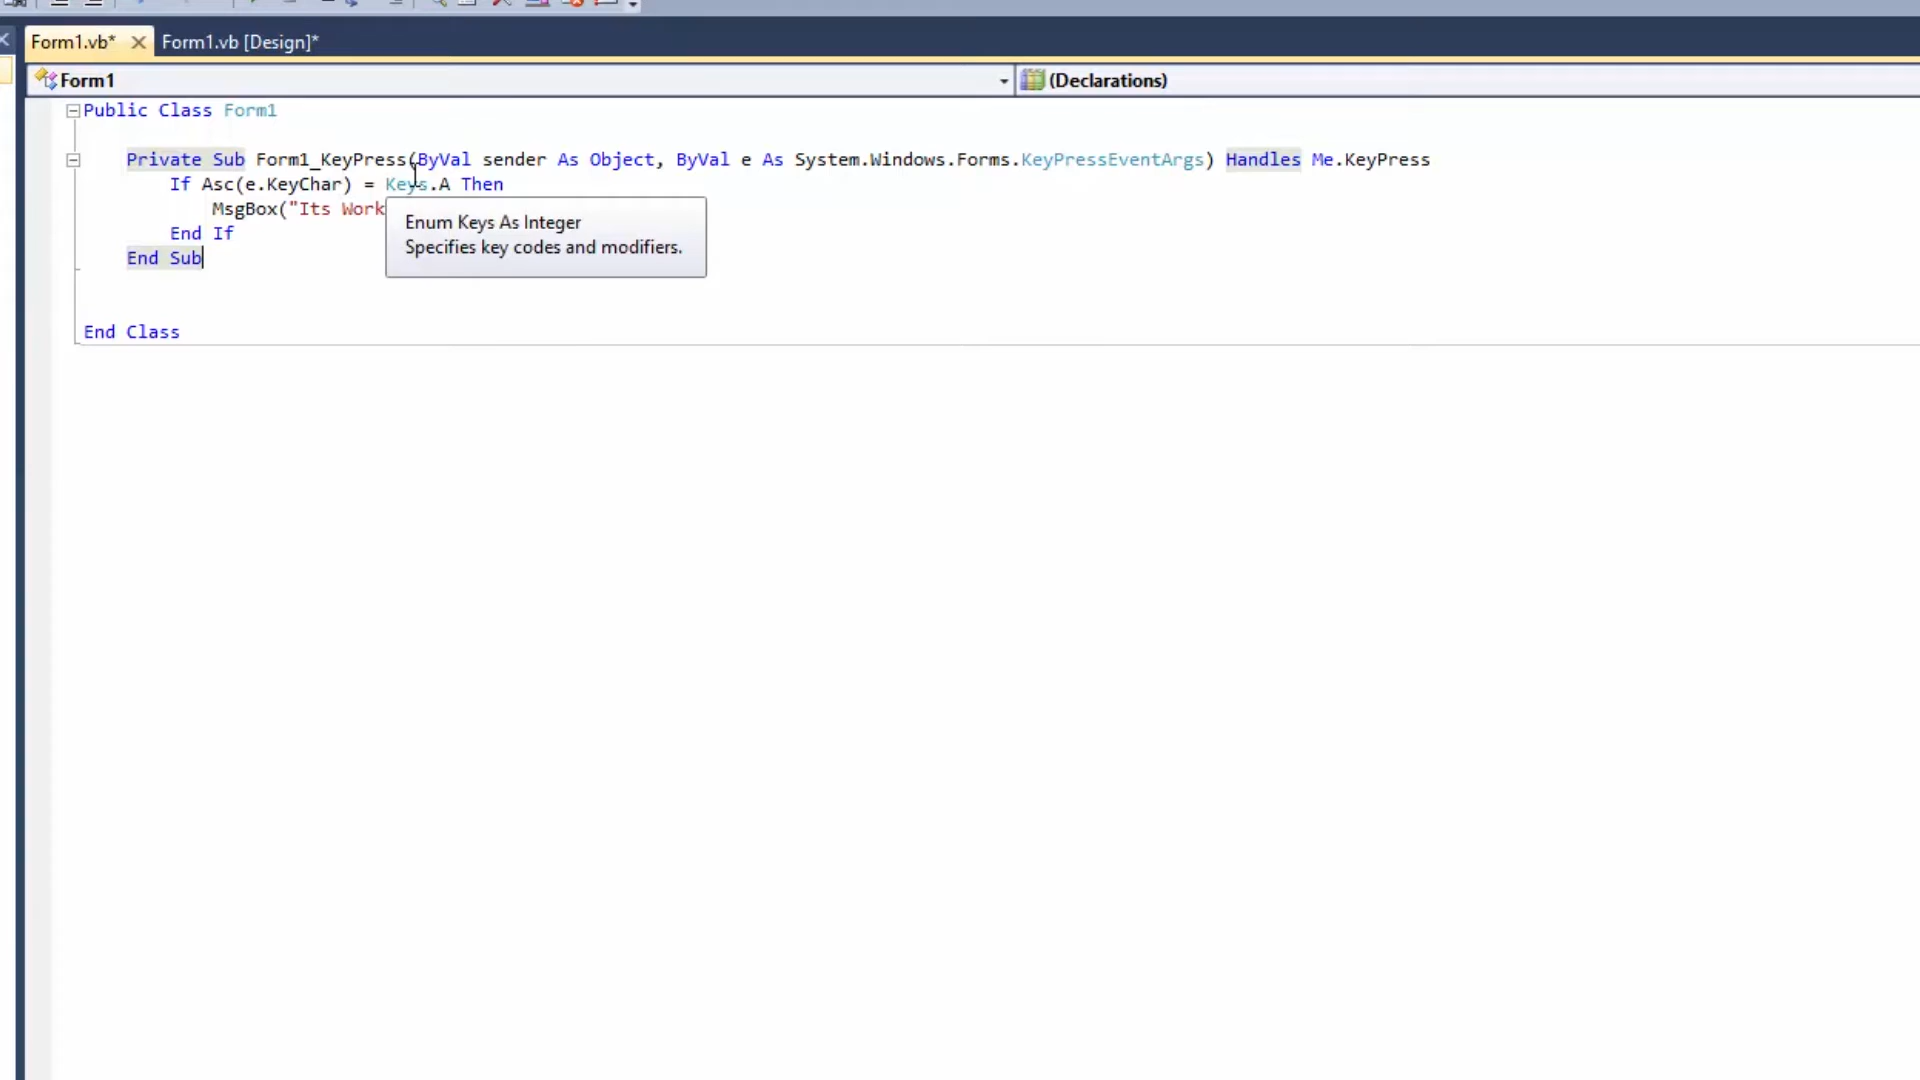 Form1.vb* Form1.vb [Design]*
Form1 (Declarations)
Public Class Form1
Private Sub Form1_KeyPress(ByVal sender As Object, ByVal e As System.Windows.Forms.KeyPressEventArgs) Handles Me.KeyPress
If Asc(e.KeyChar) = Keys.A Then
MsgBox("Its Work
Enum Keys As Integer
End If
Specifies key codes and modifiers.
End Sub
End Class